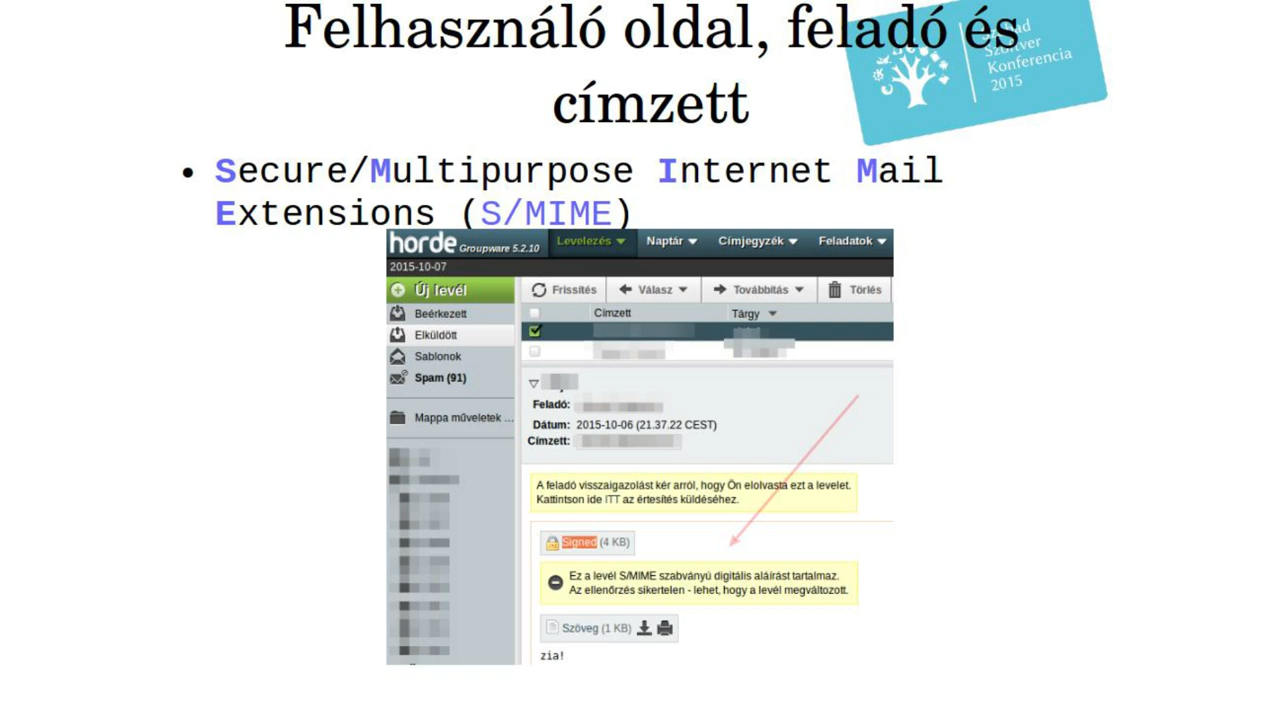 Felhasználó oldal, feladó és
címzett
Szoftver
Konferencia
2015
• Secure/Multipurpose Internet Mail
Extensions (S/MIME)
horde Groupware 5.2.10 Levelezés Naptár Címjegyzék Feladatok
2015-10-07
Új levél
Frissítés Válasz Továbbítás Törlés
Beérkezett
Címzett Tárgy
Elküldött
Sablonok
Spam (91)
Mappa műveletek ...
Feladó:
Dátum: 2015-10-06 (21.37.22 CEST)
Címzett:
A feladó visszaigazolást kér arról, hogy Ön elolvasta ezt a levelet.
Kattintson ide ITT az értesítés küldéséhez.
Signed (4 KB)
Ez a levél S/MIME szabványú digitális aláírást tartalmaz.
Az ellenőrzés sikertelen - lehet, hogy a levél megváltozott.
Szöveg (1 KB)
zia!